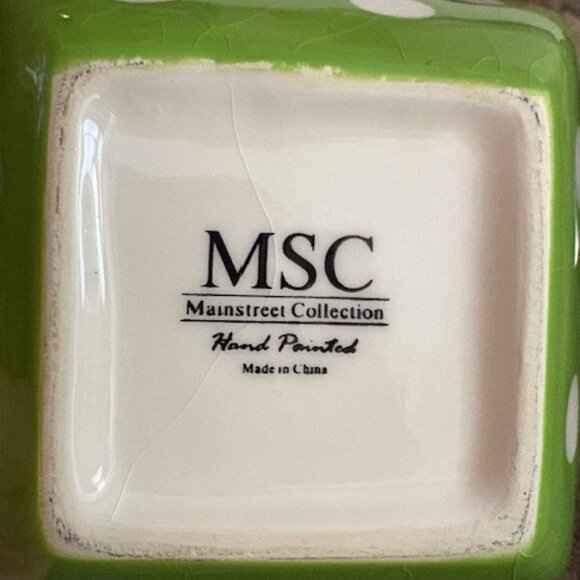 MSC
Mainstreet Collection
Hand Painted
Made in China